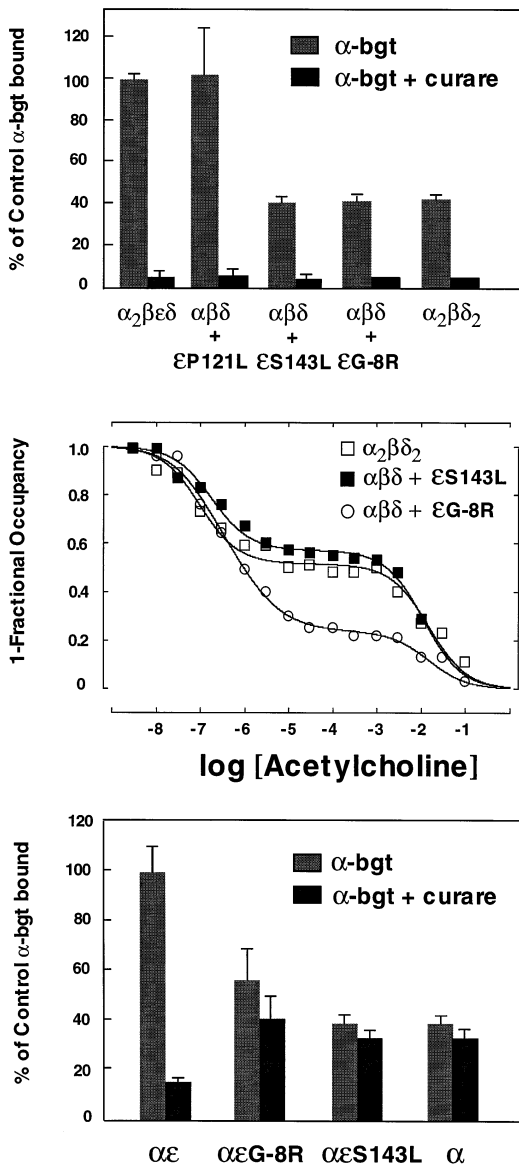 % of Control α-bgt bound
120
100
80
60
40
20
0
α-bgt
α-bgt + curare
α₂βεδ
αβδ
+
εP121L
αβδ
+
εS143L
αβδ
+
εG-8R
α₂βδ₂
1-Fractional Occupancy
1.0
0.8
0.6
0.4
0.2
0
α₂βδ₂
αβδ + εS143L
αβδ + εG-8R
-8 -7 -6 -5 -4 -3 -2 -1
log [Acetylcholine]
% of Control α-bgt bound
120
100
80
60
40
20
0
α-bgt
α-bgt + curare
αε αεG-8R αεS143L α